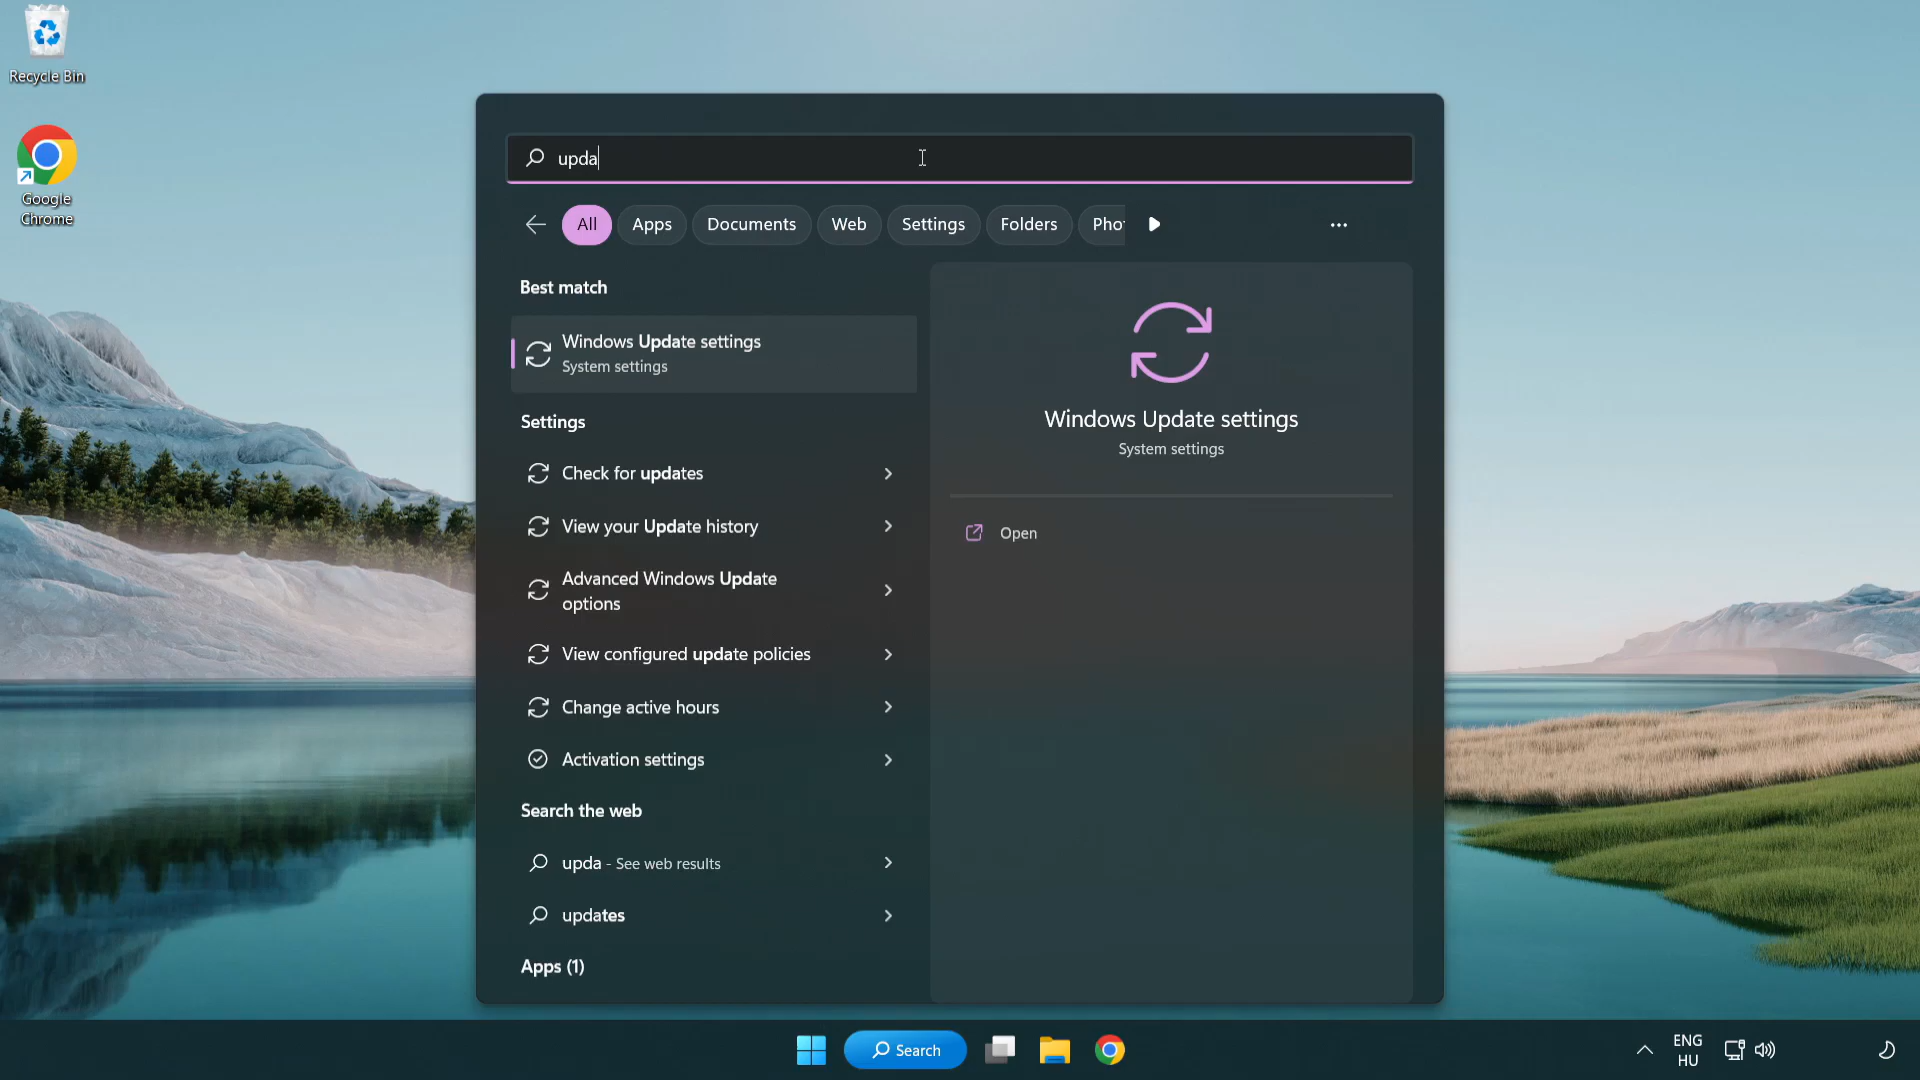 Recycle Bin
Google
Chrome
upda
All
Apps
Documents
Web
Settings
Folders
Pho
Best match
Windows Update settings
System settings
Settings
Check for updates
View your Update history
Advanced Windows Update
options
View configured update policies
Change active hours
Activation settings
Search the web
upda - See web results
updates
Apps (1)
Windows Update settings
System settings
Open
Search
ENG
HU